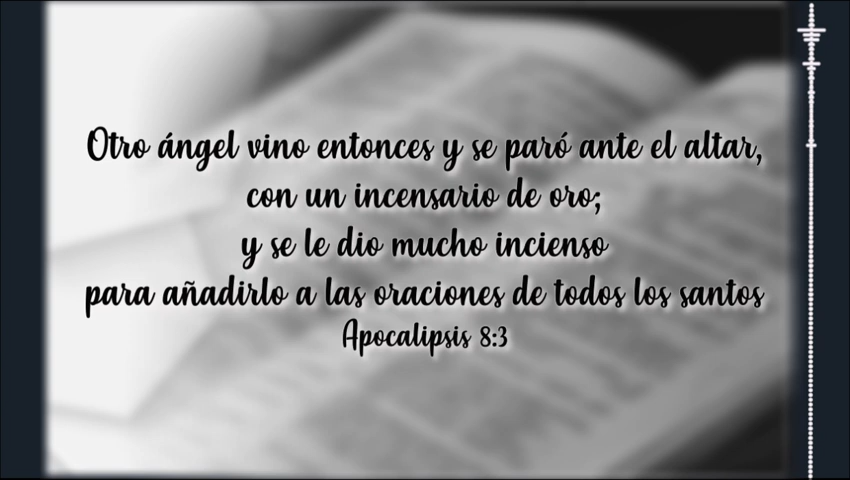 Otro ángel vino entonces y se paró ante el altar,
con un incensario de oro;
y se le dio mucho incienso
para añadirlo a las oraciones de todos los santos
Apocalipsis 8:3